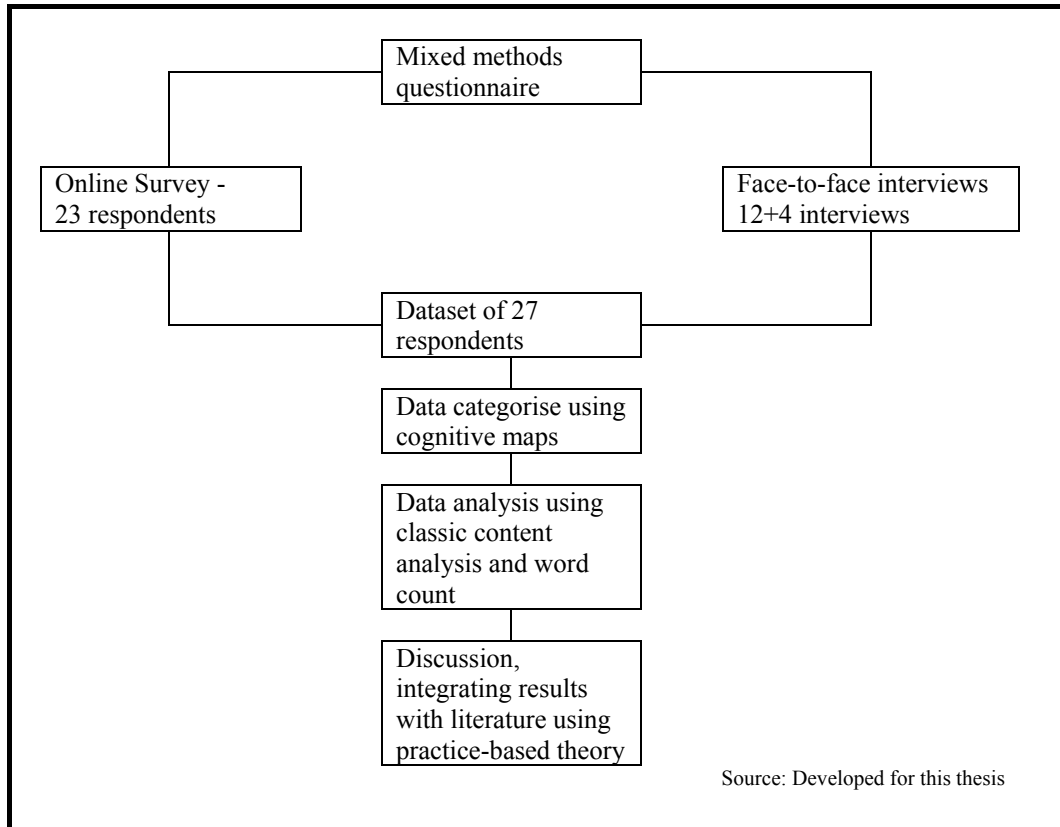 Mixed methods
questionnaire
Online Survey -
23 respondents
Face-to-face interviews
12+4 interviews
Dataset of 27
respondents
Data categorise using
cognitive maps
Data analysis using
classic content
analysis and word
count
Discussion,
integrating results
with literature using
practice-based theory
Source: Developed for this thesis